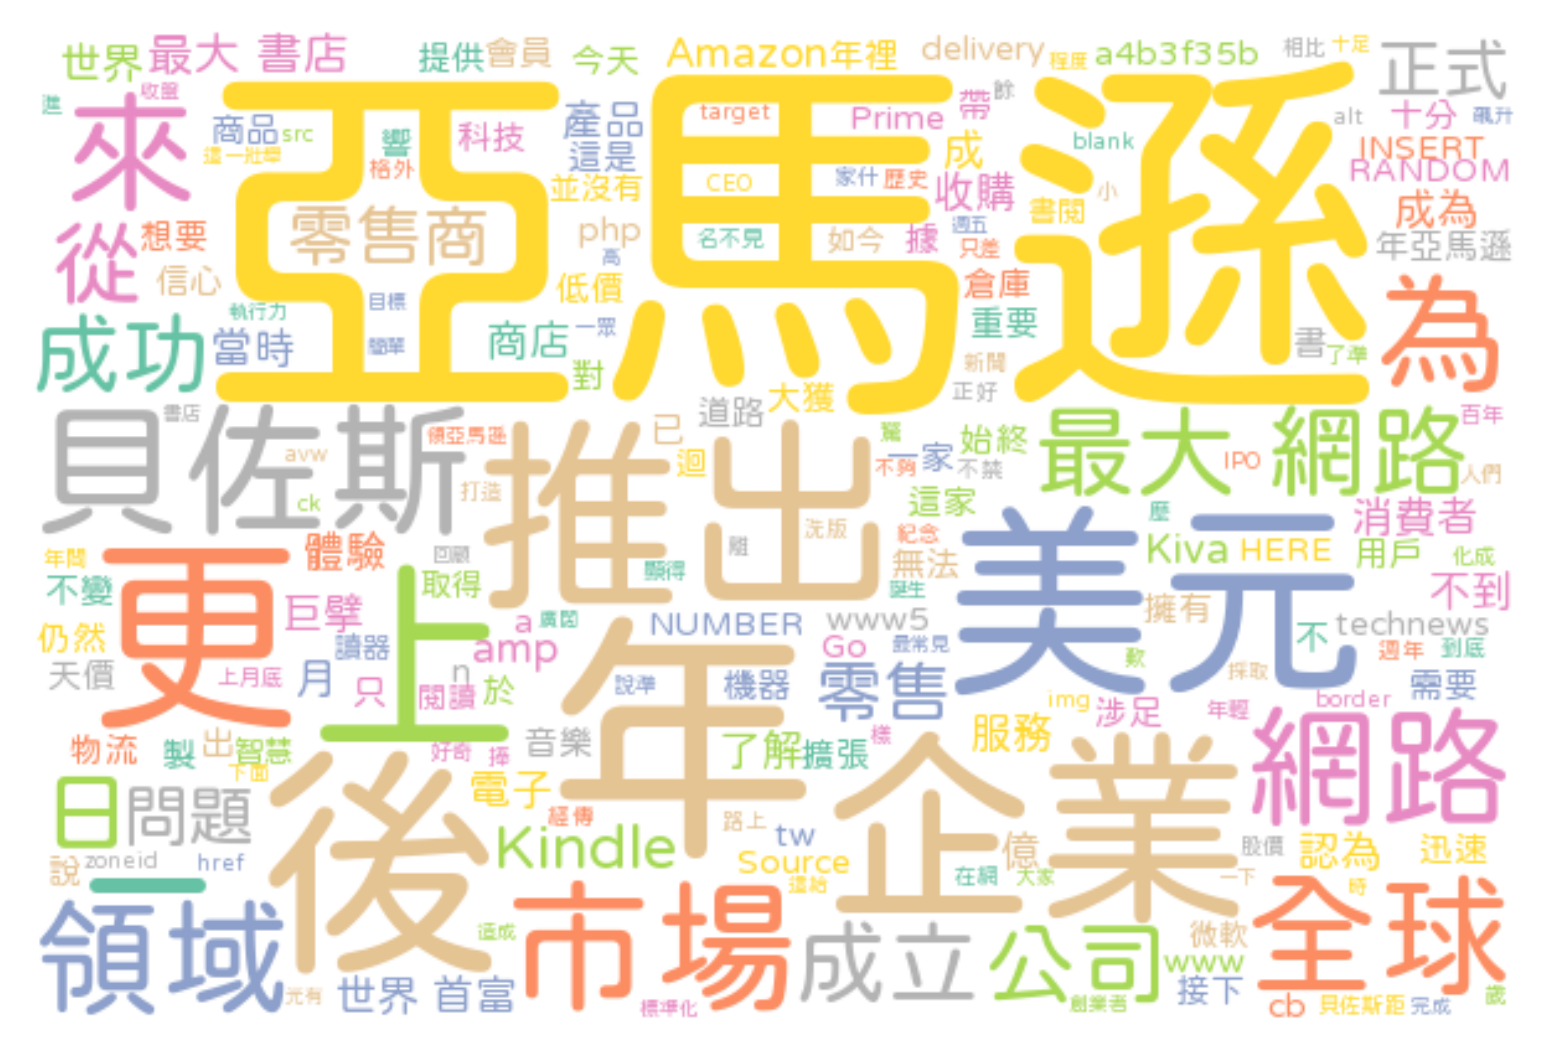 世界 最大 書店 提供 會員 今天 Amazon 年裡 delivery 程度 a4b3f35b 相比 十足 正式
進 收盤 來 商品 src 響 科技 產品 target Prime 帶 餘 blank alt 十分 飆升
亞馬遜
這一壯舉 格外 這是 並沒有 CEO 家什 歷史 成 收購 小 INSERT RANDOM
從 想要 零售商 php 名不見 如今 據 週五 書閱 只差 成為 年亞馬遜
信心 目標 高 低價 倉庫 為
成功 執行力 當時 簡單 商店 一眾 對 重要 新聞 正好 書 了準
貝佐斯 書店 領亞馬遜 已 道路 大獲 驚 一家 始終 最大 網路 百年
avw ck 打造 推出 迴 不夠 不禁 IPO 人們
洗版 這家 美元 歷 消費者
年間 更 體驗 回顧 離 紀念 無法 Kiva HERE 用戶 化成
不變 巨擘 上 取得 顯得 誕生 擁有 不到
仍然 讀器 a 廣闊 NUMBER www5 不 technews
天價 上月底 月 只 n amp 閱讀 於 年 說準 機器 Go 最常見 零售 歎 採取 週年 到底 需要
img 涉足 年輕 border
物流 製 出 智慧 下面 好奇 捧 音樂 了解 擴張 樣 服務 網路
日 問題 後 電子 經傳 路上 企業
說 zoneid href Kindle tw Source 億 股價 認為 迅速
一 這給 在網 大家 一下 時
領域 造成 市場 成立 公司 微軟 www 全球
元有 世界 首富 標準化 創業者 接下 cb 貝佐斯距 完成 歲